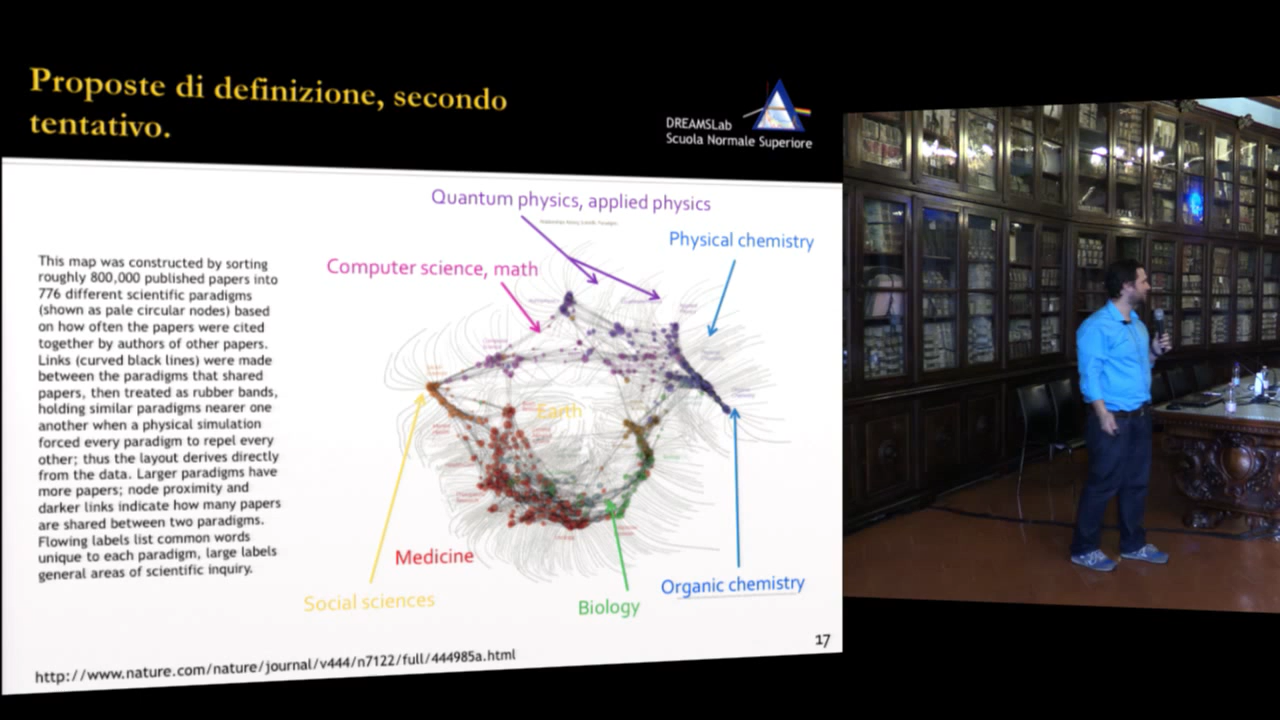 Proposte di definizione, secondo
tentativo.
DREAMSLab
Scuola Normale Superiore
Quantum physics, applied physics
Physical chemistry
Computer science, math
This map was constructed by sorting
roughly 800,000 published papers into
776 different scientific paradigms
(shown as pale circular nodes) based
on how often the papers were cited
together by authors of other papers.
Links (curved black lines) were made
between the paradigms that shared
papers, then treated as rubber bands,
holding similar paradigms nearer one
another when a physical simulation
forced every paradigm to repel every
other; thus the layout derives directly
from the data. Larger paradigms have
more papers; node proximity and
darker links indicate how many papers
are shared between two paradigms.
Flowing labels list common words
unique to each paradigm, large labels
general areas of scientific inquiry.
Earth
Medicine
Social sciences
Biology
Organic chemistry
17
http://www.nature.com/nature/journal/v444/n7122/full/444985a.html